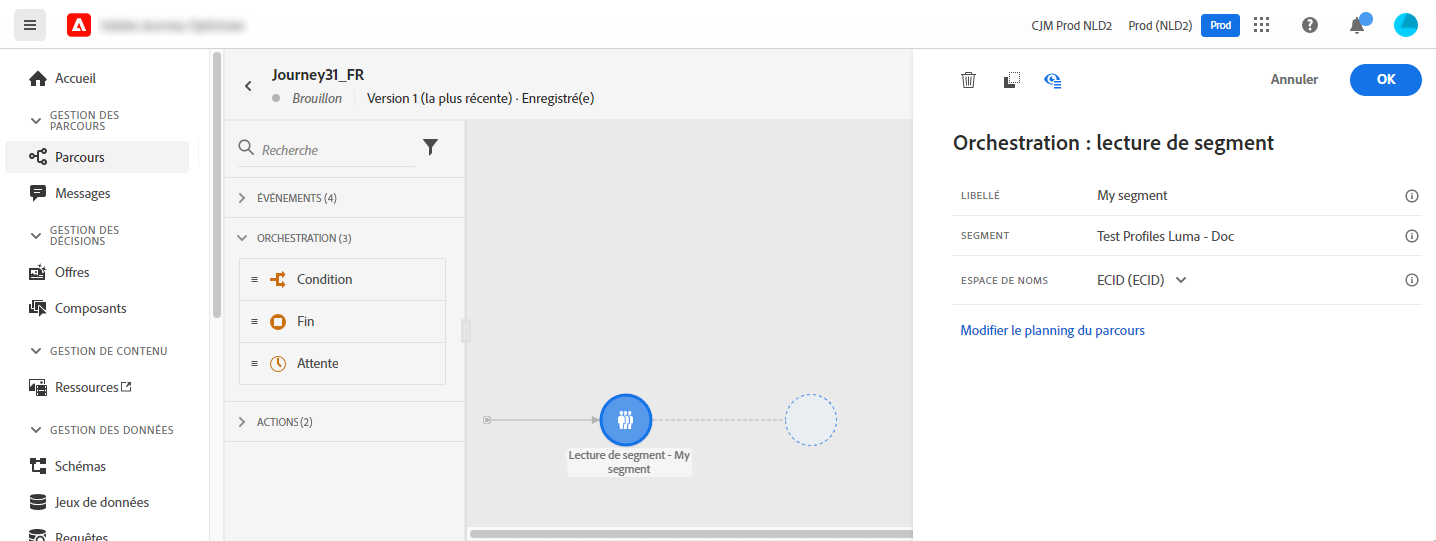 CJM Prod NLD2
Prod (NLD2)
Prod
Accueil
GESTION DES
PARCOURS
Parcours
Messages
GESTION DES
DÉCISIONS
Offres
Composants
GESTION DE CONTENU
Ressources
GESTION DES DONNÉES
Schémas
Jeux de données
Requêtes
Journey31_FR
Brouillon
Version 1 (la plus récente) · Enregistré(e)
Recherche
ÉVÉNEMENTS (4)
ORCHESTRATION (3)
Condition
Fin
Attente
ACTIONS (2)
Lecture de segment - My
segment
Annuler
OK
Orchestration : lecture de segment
LIBELLÉ
My segment
SEGMENT
Test Profiles Luma - Doc
ESPACE DE NOMS
ECID (ECID)
Modifier le planning du parcours